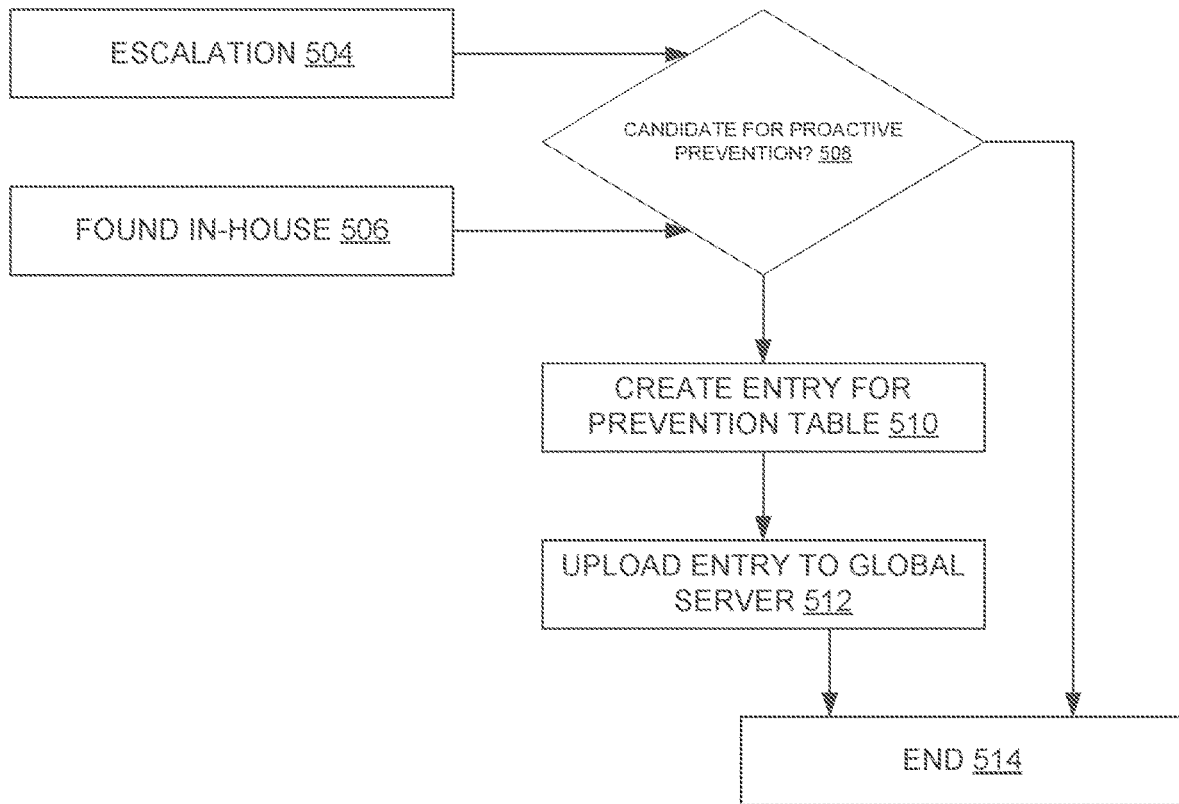 ESCALATION 504
CANDIDATE FOR PROACTIVE
PREVENTION? 508
FOUND IN-HOUSE 506
CREATE ENTRY FOR
PREVENTION TABLE 510
UPLOAD ENTRY TO GLOBAL
SERVER 512
END 514